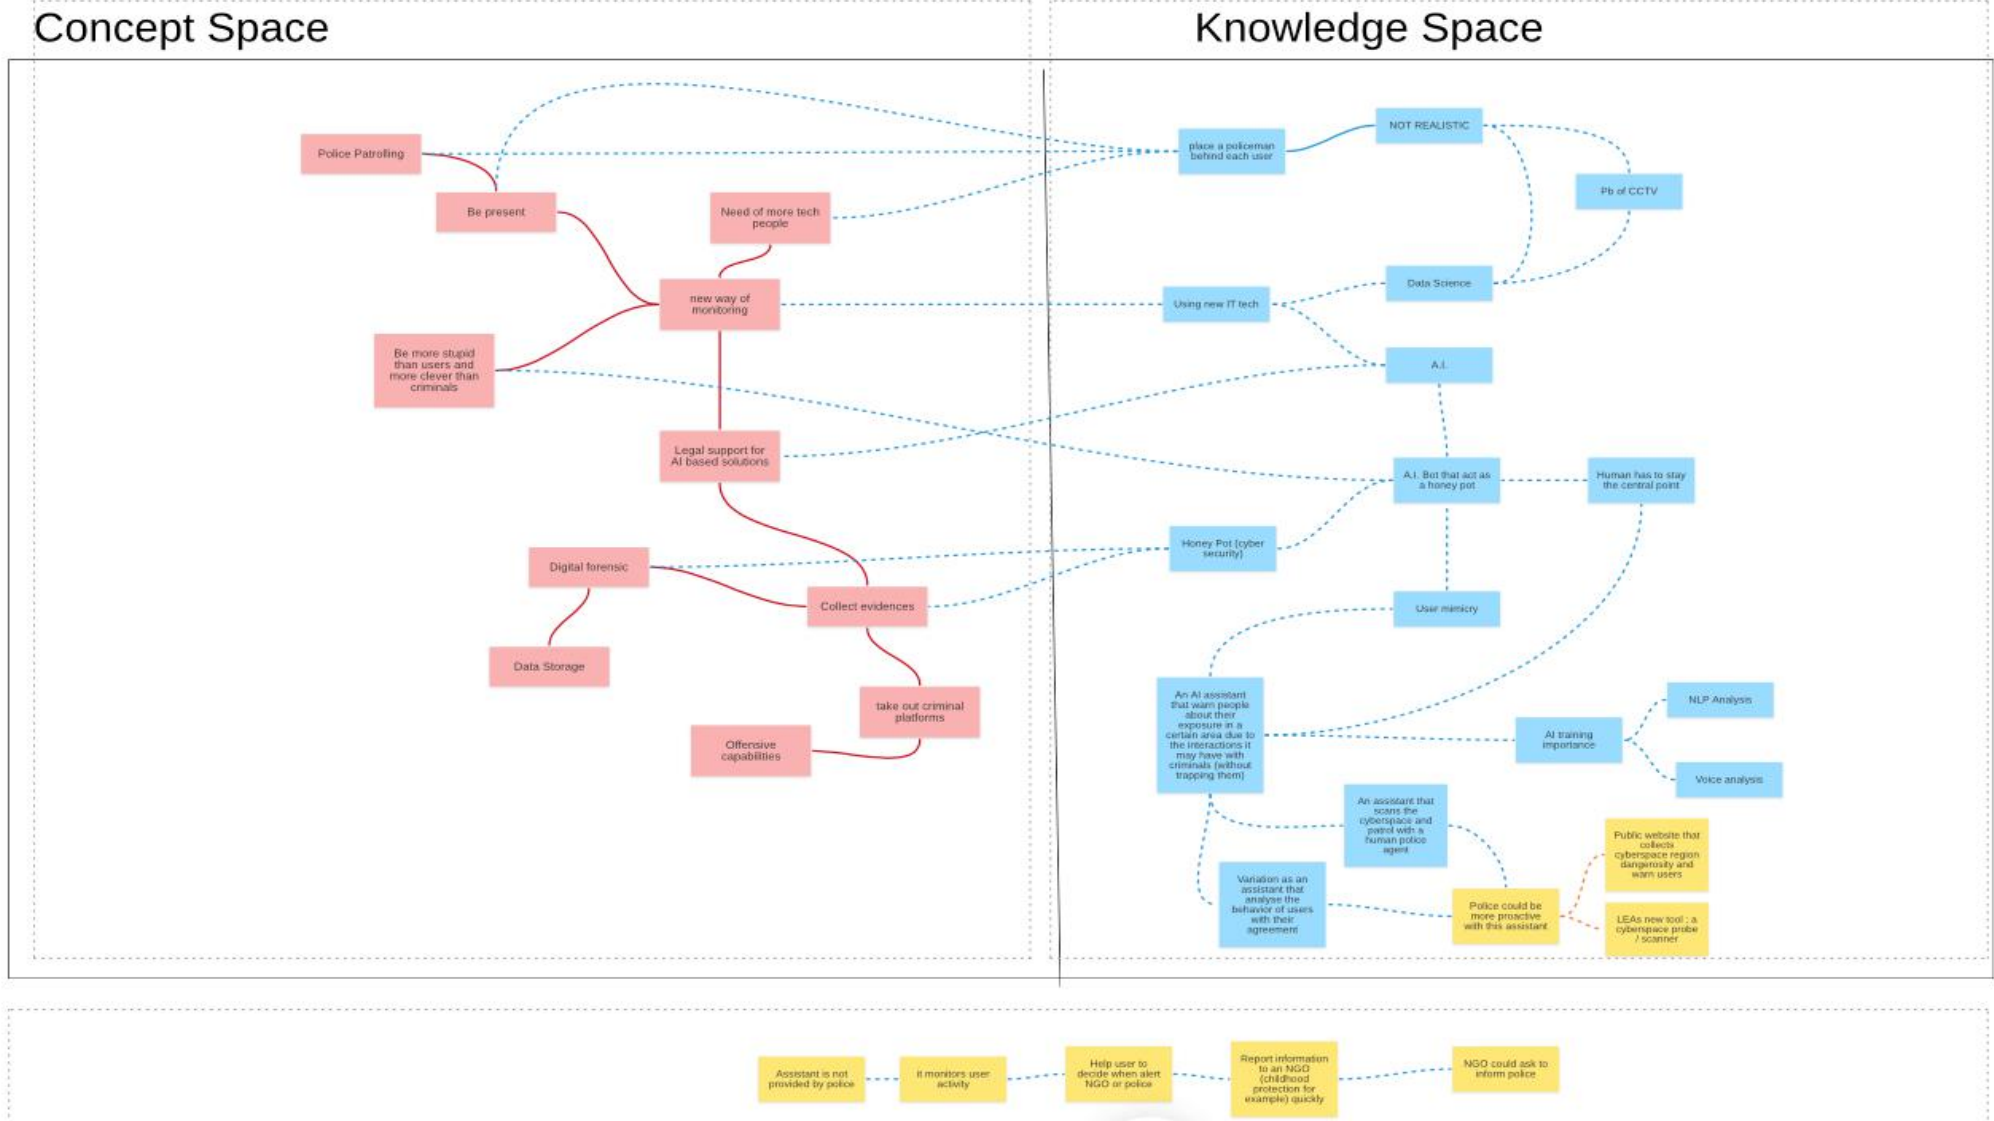 Concept Space
Knowledge Space
Police Patrolling
Be present
Need of more tech
people
new way of
monitoring
Be more stupid
than users and
more clever than
criminals
Legal support for
AI based solutions
Digital forensic
Collect evidences
Data Storage
take out criminal
platforms
Offensive
capabilities
place a policeman
behind each user
NOT REALISTIC
Pb of CCTV
Data Science
Using new IT tech
A.I.
A.I. Bot that act as
a honey pot
Human has to stay
the central point
Honey Pot (cyber
security)
User mimicry
An AI assistant
that warn people
about their
exposure in a
certain area due to
the interactions it
may have with
criminals (without
trapping them)
AI training
importance
NLP Analysis
Voice analysis
An assistant that
scans the
cyberspace and
patrol with a
human police
agent
Variation as an
assistant that
analyse the
behavior of users
with their
agreement
Police could be
more proactive
with this assistant
Public website that
collects
cyberspace region
dangerosity and
warn users
LEAs new tool : a
cyberspace probe
/ scanner
Assistant is not
provided by police
it monitors user
activity
Help user to
decide when alert
NGO or police
Report information
to an NGO
(childhood
protection for
example) quickly
NGO could ask to
inform police